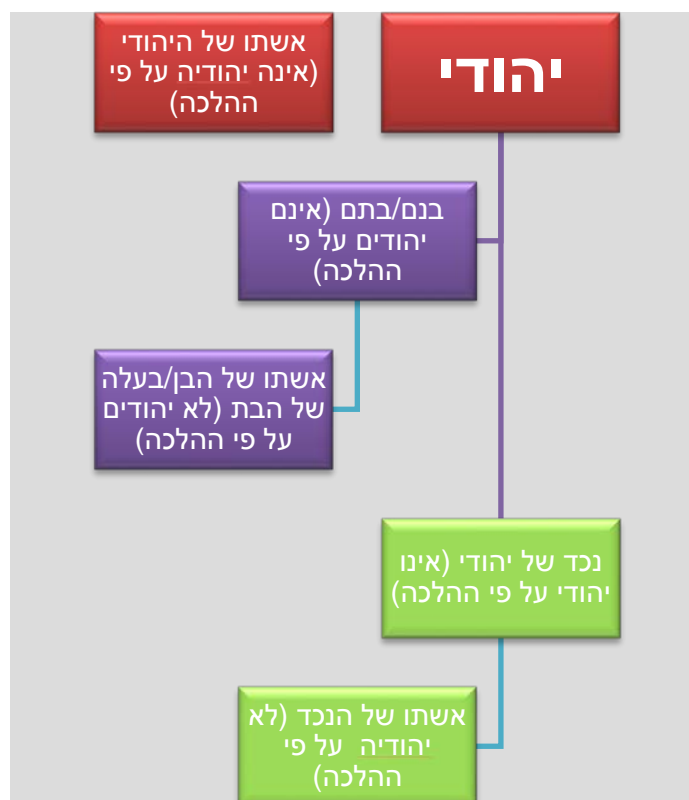 יהודי
אשתו של היהודי
(אינה יהודיה על פי
ההלכה)
בנם/בתם (אינם
יהודים על פי
ההלכה)
אשתו של הבן/בעלה
של הבת (לא יהודים
על פי ההלכה)
נכד של יהודי (אינו
יהודי על פי ההלכה)
אשתו של הנכד (לא
יהודיה על פי
ההלכה)